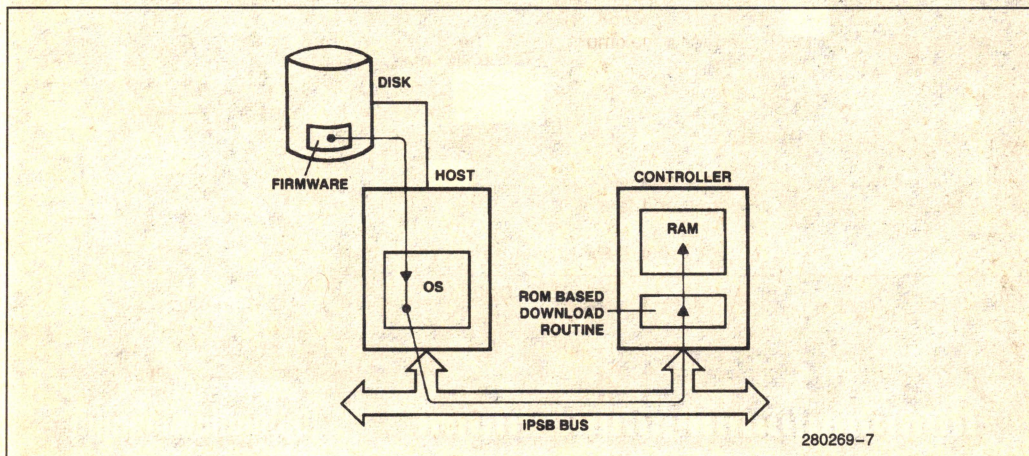 DISK
FIRMWARE
HOST
CONTROLLER
RAM
OS
ROM BASED
DOWNLOAD
ROUTINE
iPSB BUS
280269-7